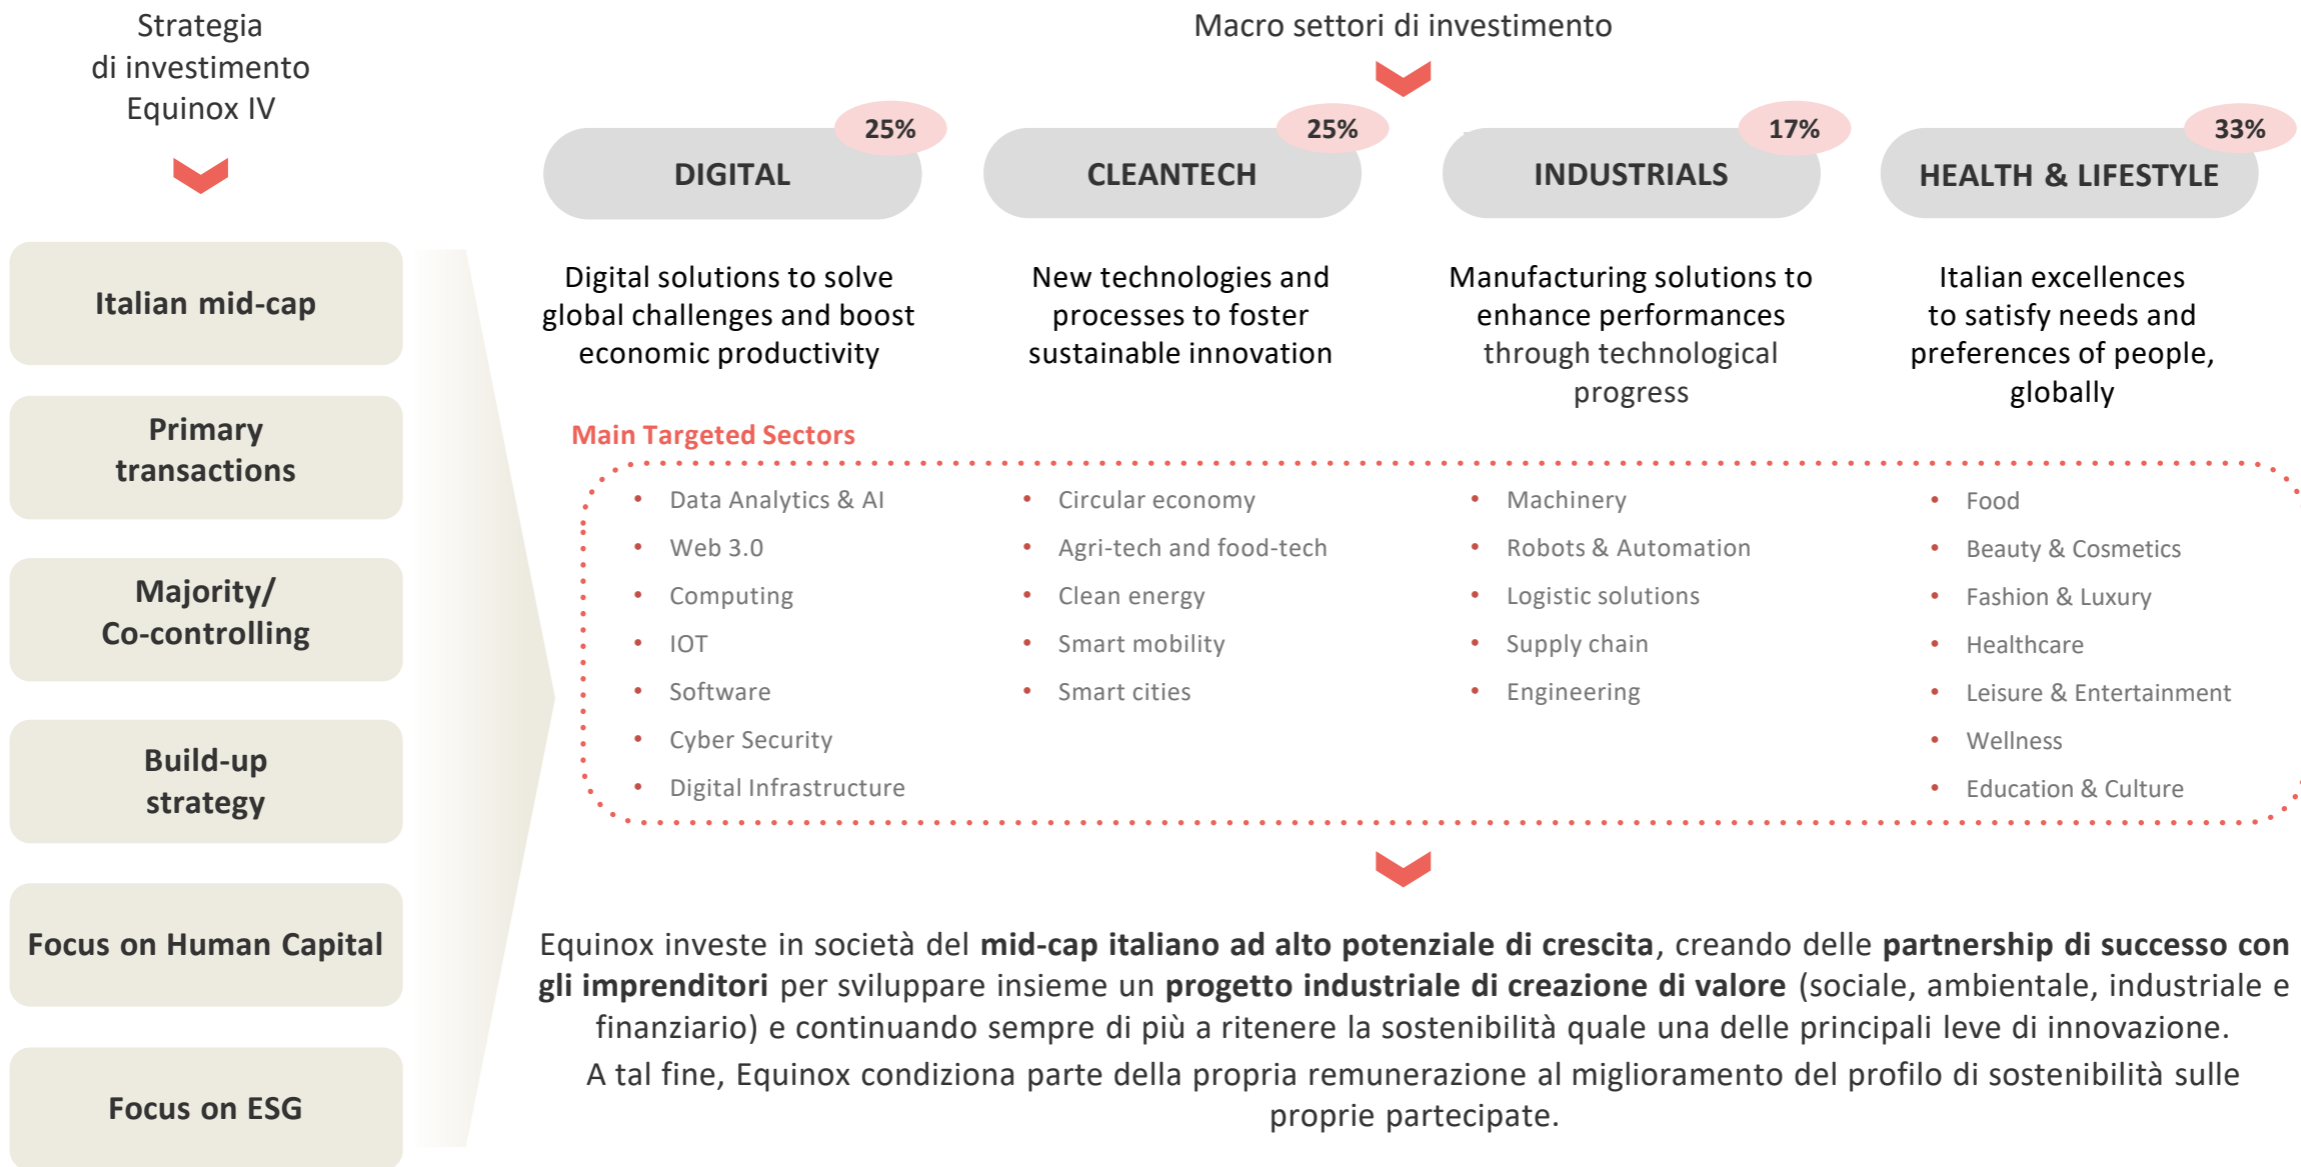 Strategia
di investimento
Equinox IV
Italian mid-cap
Primary
transactions
Majority/
Co-controlling
Build-up
strategy
Focus on Human Capital
Focus on ESG
Macro settori di investimento
25%
DIGITAL
Digital solutions to solve
global challenges and boost
economic productivity
25%
CLEANTECH
New technologies and
processes to foster
sustainable innovation
17%
INDUSTRIALS
Manufacturing solutions to
enhance performances
through technological
progress
33%
HEALTH & LIFESTYLE
Italian excellences
to satisfy needs and
preferences of people,
globally
Main Targeted Sectors
• Data Analytics & AI
• Web 3.0
• Computing
• IOT
• Software
• Cyber Security
• Digital Infrastructure
• Circular economy
• Agri-tech and food-tech
• Clean energy
• Smart mobility
• Smart cities
• Machinery
• Robots & Automation
• Logistic solutions
• Supply chain
• Engineering
• Food
• Beauty & Cosmetics
• Fashion & Luxury
• Healthcare
• Leisure & Entertainment
• Wellness
• Education & Culture
Equinox investe in società del mid-cap italiano ad alto potenziale di crescita, creando delle partnership di successo con
gli imprenditori per sviluppare insieme un progetto industriale di creazione di valore (sociale, ambientale, industriale e
finanziario) e continuando sempre di più a ritenere la sostenibilità quale una delle principali leve di innovazione.
A tal fine, Equinox condiziona parte della propria remunerazione al miglioramento del profilo di sostenibilità sulle
proprie partecipate.